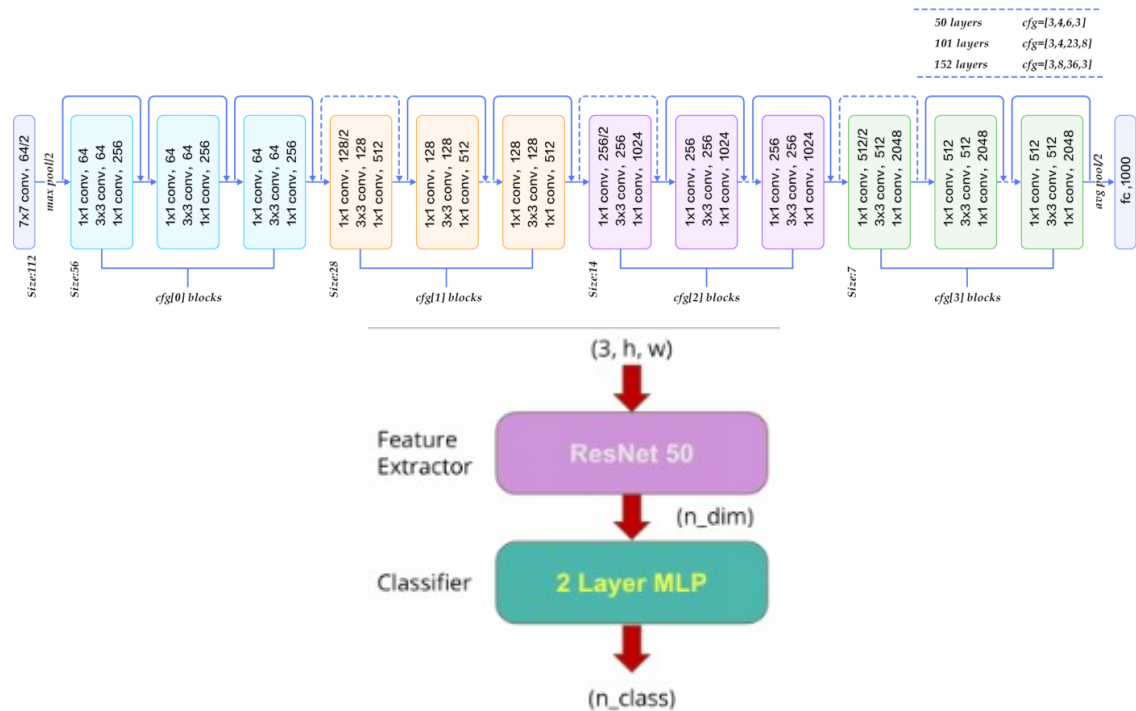 50 layers cfg=[3,4,6,3]
101 layers cfg=[3,4,23,8]
152 layers cfg=[3,8,36,3]
7x7 conv, 64/2
max pool/2
1x1 conv, 64
3x3 conv, 64
1x1 conv, 256
1x1 conv, 64
3x3 conv, 64
1x1 conv, 256
1x1 conv, 64
3x3 conv, 64
1x1 conv, 256
1x1 conv, 128/2
3x3 conv, 128
1x1 conv, 512
1x1 conv, 128
3x3 conv, 128
1x1 conv, 512
1x1 conv, 128
3x3 conv, 128
1x1 conv, 512
1x1 conv, 256/2
3x3 conv, 256
1x1 conv, 1024
1x1 conv, 256
3x3 conv, 256
1x1 conv, 1024
1x1 conv, 256
3x3 conv, 256
1x1 conv, 1024
1x1 conv, 512/2
3x3 conv, 512
1x1 conv, 2048
1x1 conv, 512
3x3 conv, 512
1x1 conv, 2048
1x1 conv, 512
3x3 conv, 512
1x1 conv, 2048
avg pool/2
fc ,1000
Size:112
Size:56
Size:28
Size:14
Size:7
cfg[0] blocks
cfg[1] blocks
cfg[2] blocks
cfg[3] blocks
(3, h, w)
Feature
Extractor
ResNet 50
(n_dim)
Classifier
2 Layer MLP
(n_class)